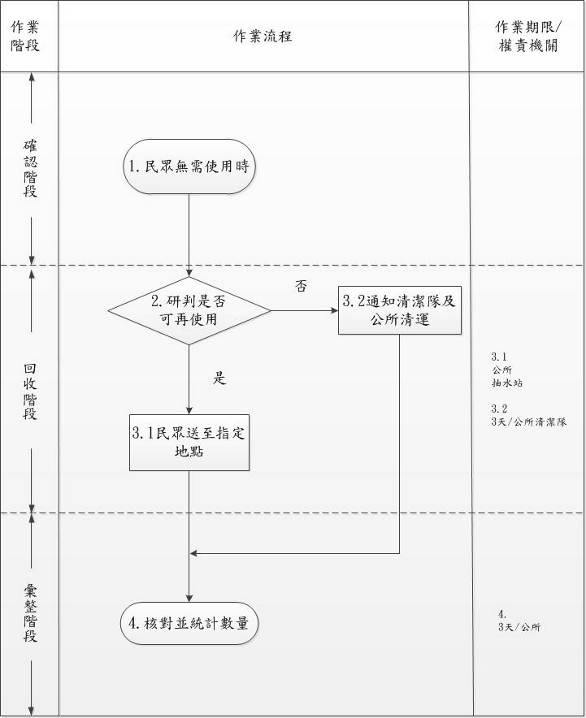 作業
階段
作業流程
作業期限/
權責機關
確認階段
1.民眾無需使用時
回收階段
2.研判是否
可再使用
否
3.2通知清潔隊及
公所清運
是
3.1民眾送至指定
地點
3.1
公所
抽水站
3.2
3天/公所清潔隊
彙整階段
4.核對並統計數量
4.
3天/公所